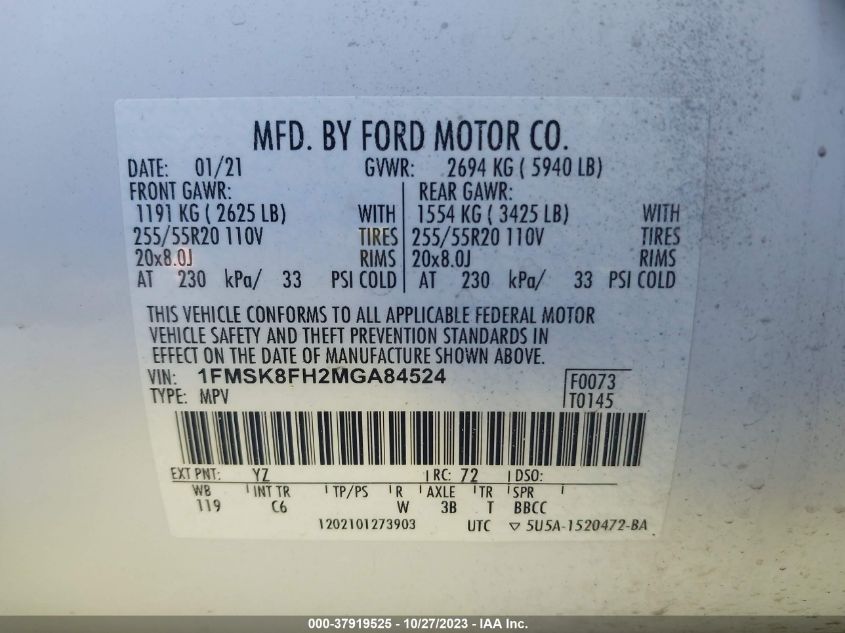 MFD. BY FORD MOTOR CO.
DATE: 01/21 GVWR: 2694 KG ( 5940 LB)
FRONT GAWR: REAR GAWR:
1191 KG ( 2625 LB) WITH 1554 KG ( 3425 LB) WITH
255/55R20 110V TIRES 255/55R20 110V TIRES
20x8.0J RIMS 20x8.0J RIMS
AT 230 kPa/ 33 PSI COLD AT 230 kPa/ 33 PSI COLD
THIS VEHICLE CONFORMS TO ALL APPLICABLE FEDERAL MOTOR
VEHICLE SAFETY AND THEFT PREVENTION STANDARDS IN
EFFECT ON THE DATE OF MANUFACTURE SHOWN ABOVE.
VIN: 1FMSK8FH2MGA84524 F0073
TYPE: MPV T0145
EXT PNT: YZ RC: 72 DSO:
WB INT TR TP/PS R AXLE TR SPR
119 C6 W 3B T BBCC
1202101273903 UTC ▽ 5U5A-1520472-BA
000-37919525 - 10/27/2023 - IAA Inc.